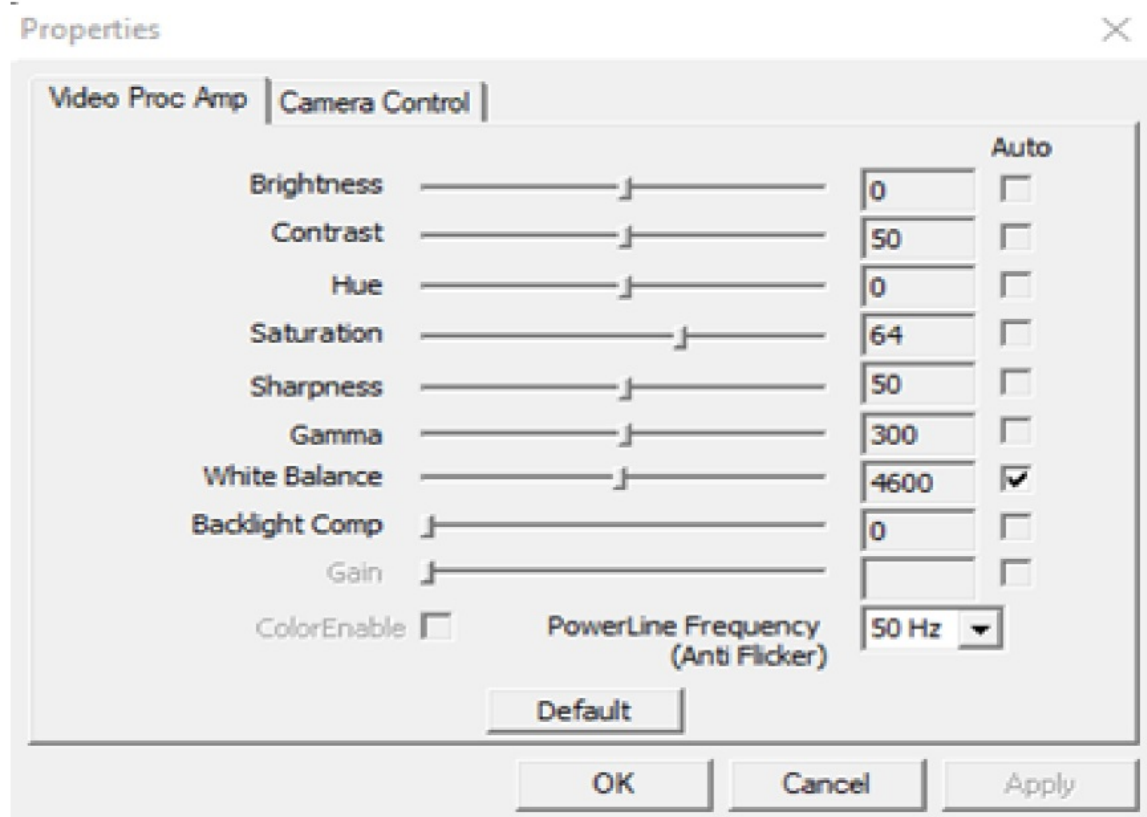 Properties
Video Proc Amp Camera Control
Auto
Brightness 0
Contrast 50
Hue 0
Saturation 64
Sharpness 50
Gamma 300
White Balance 4600
Backlight Comp 0
Gain
ColorEnable PowerLine Frequency 50 Hz
(Anti Flicker)
Default
OK Cancel Apply